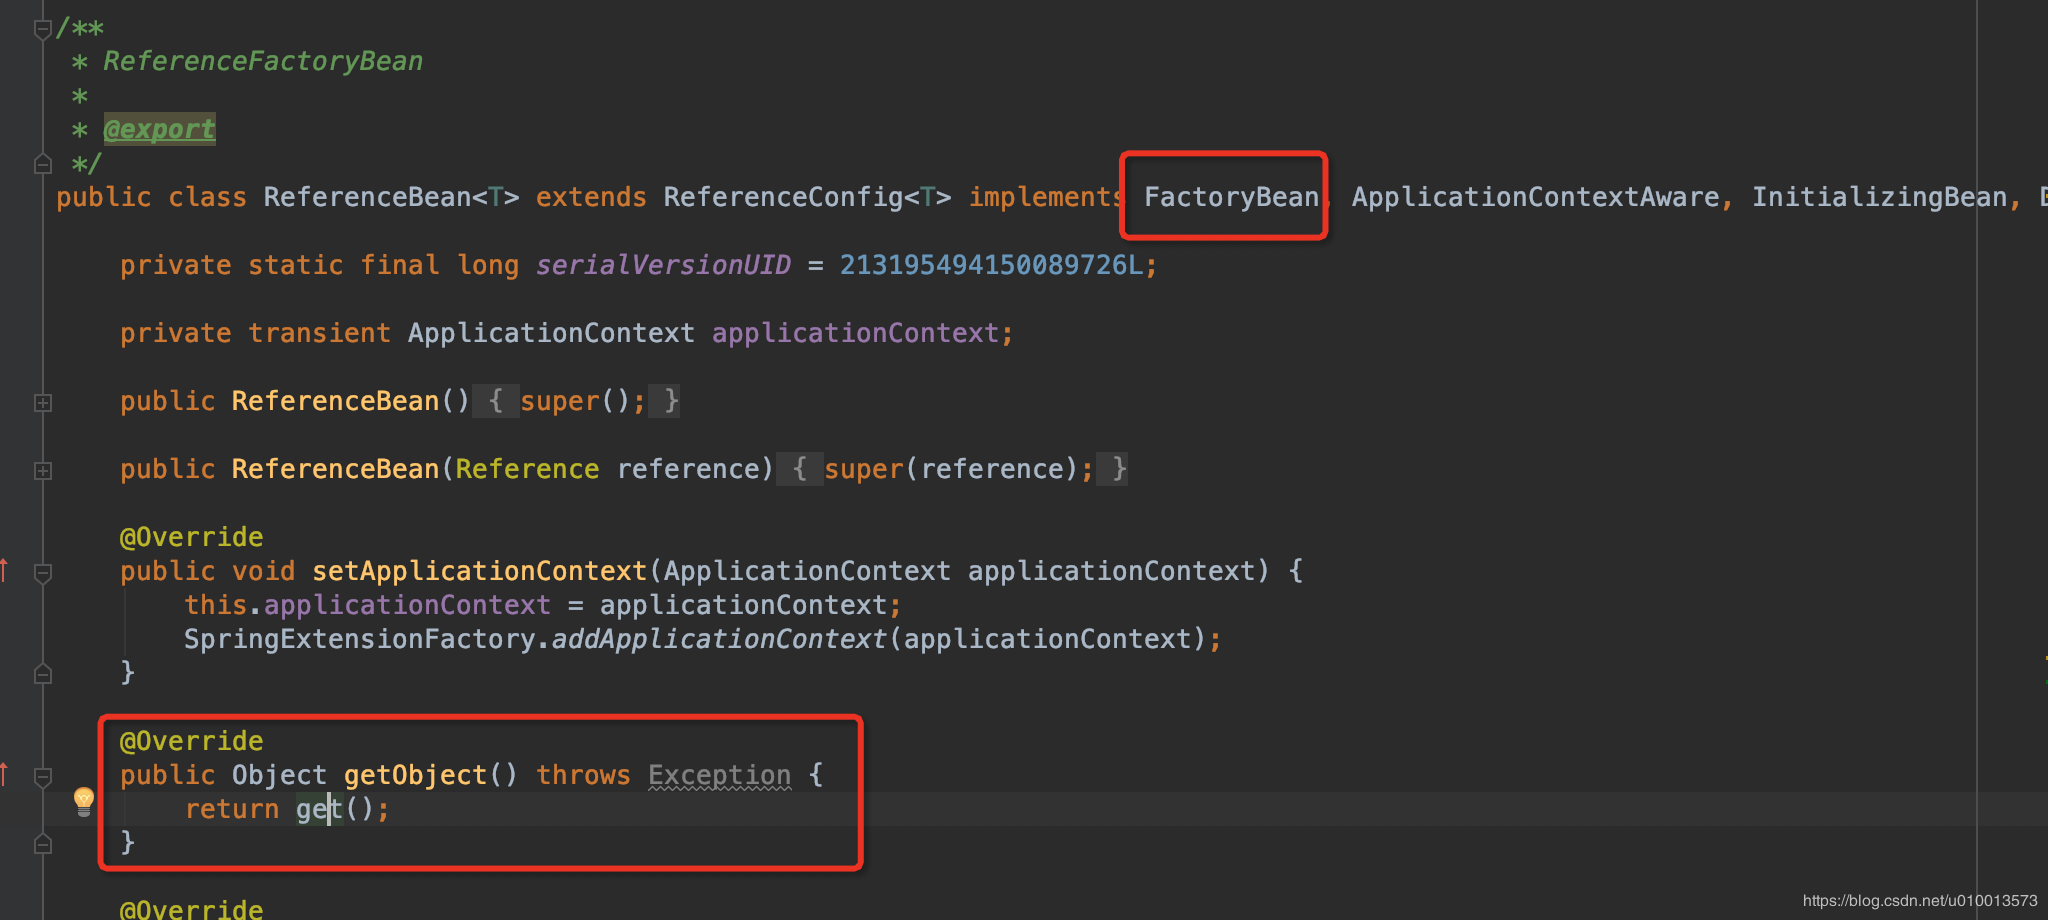 /**
 * ReferenceFactoryBean
 *
 * @export
 */
public class ReferenceBean<T> extends ReferenceConfig<T> implements FactoryBean, ApplicationContextAware, InitializingBean,
    private static final long serialVersionUID = 213195494150089726L;
    private transient ApplicationContext applicationContext;
    public ReferenceBean() { super(); }
    public ReferenceBean(Reference reference) { super(reference); }
    @Override
    public void setApplicationContext(ApplicationContext applicationContext) {
        this.applicationContext = applicationContext;
        SpringExtensionFactory.addApplicationContext(applicationContext);
    }
    @Override
    public Object getObject() throws Exception {
        return get();
    }
    @Override
https://blog.csdn.net/u010013573